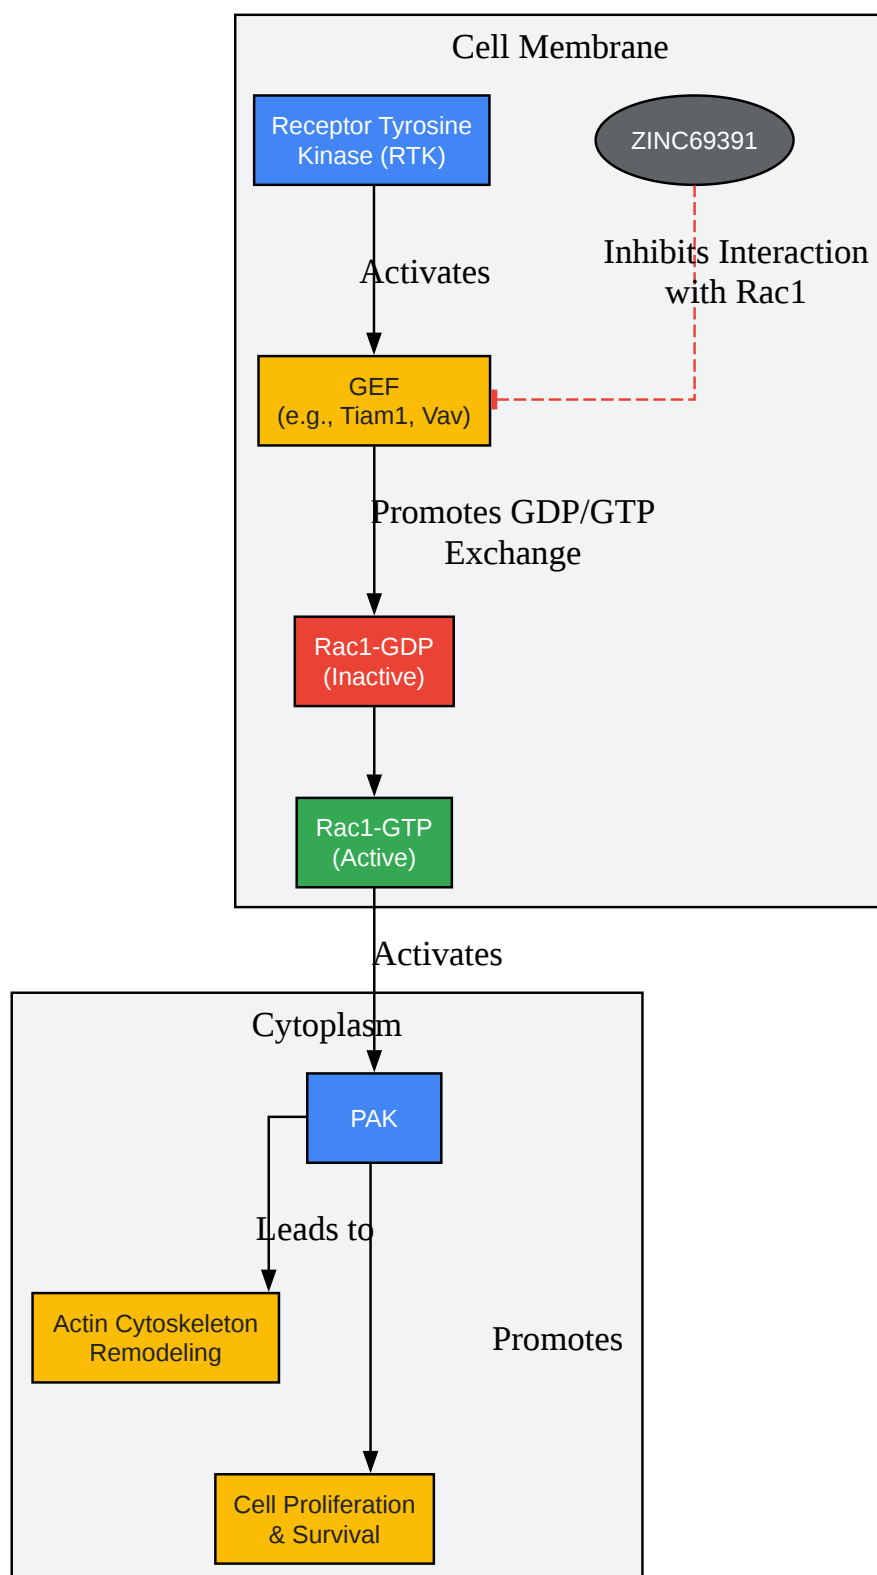 Cell Membrane
Receptor Tyrosine
Kinase (RTK)
ZINC69391
Inhibits Interaction
with Rac1
Activates
GEF
(e.g., Tiam1, Vav)
Promotes GDP/GTP
Exchange
Rac1-GDP
(Inactive)
Rac1-GTP
(Active)
Activates
Cytoplasm
PAK
Leads to
Actin Cytoskeleton
Remodeling
Promotes
Cell Proliferation
& Survival